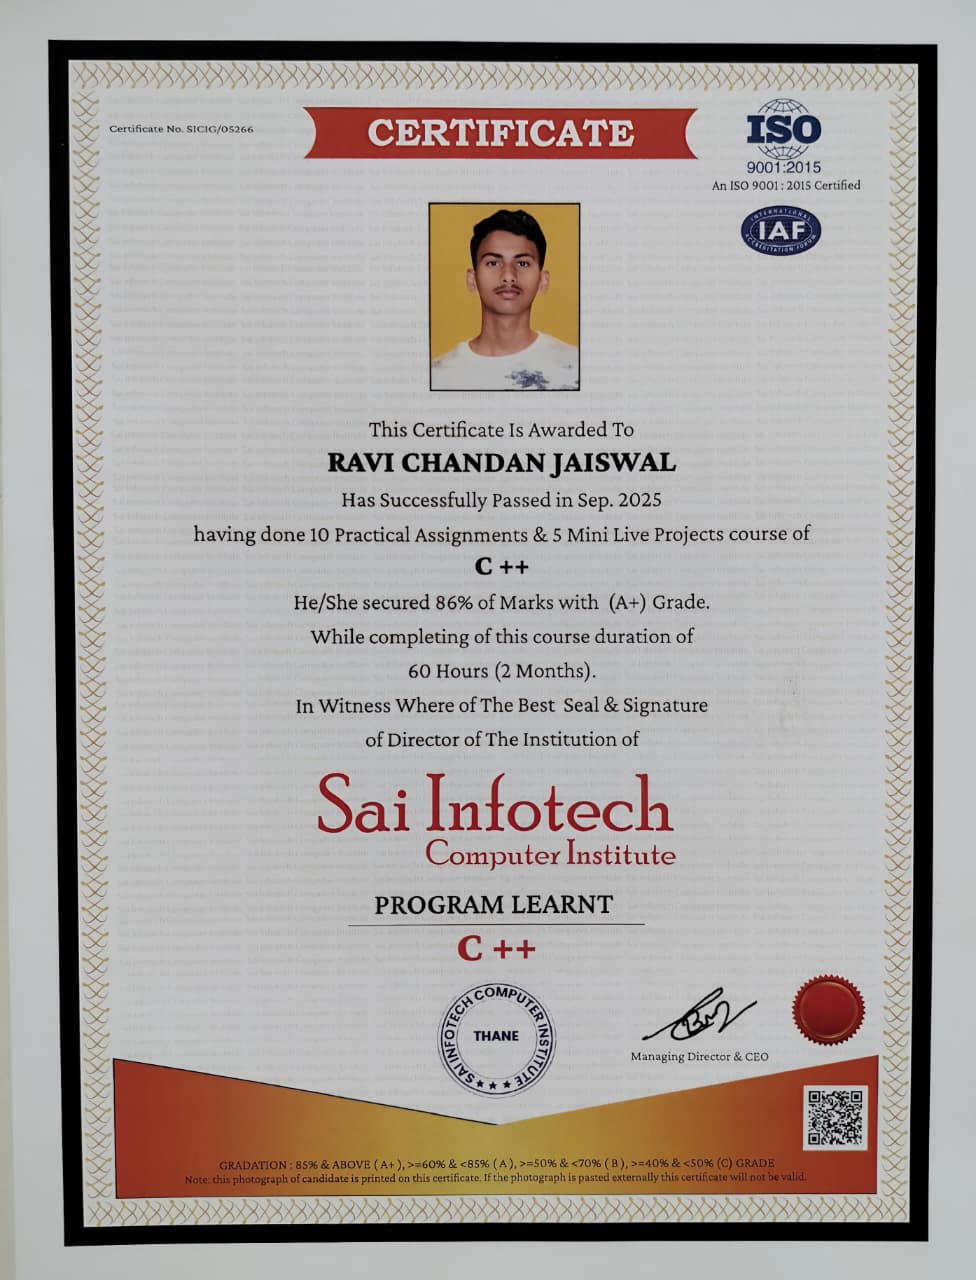 Certificate No. SICIG/05266
CERTIFICATE
ISO
9001:2015
An ISO 9001 : 2015 Certified
INTERNATIONAL
IAF
ACCREDITATION FORUM
This Certificate Is Awarded To
RAVI CHANDAN JAISWAL
Has Successfully Passed in Sep. 2025
having done 10 Practical Assignments & 5 Mini Live Projects course of
C ++
He/She secured 86% of Marks with (A+) Grade.
While completing of this course duration of
60 Hours (2 Months).
In Witness Where of The Best Seal & Signature
of Director of The Institution of
Sai Infotech
Computer Institute
PROGRAM LEARNT
C ++
SAI INFOTECH COMPUTER INSTITUTE
THANE
Managing Director & CEO
GRADATION : 85% & ABOVE ( A+ ), >=60% & <85% ( A ), >=50% & <70% ( B ), >=40% & <50% (C) GRADE
Note: this photograph of candidate is printed on this certificate. If the photograph is pasted externally this certificate will not be valid.